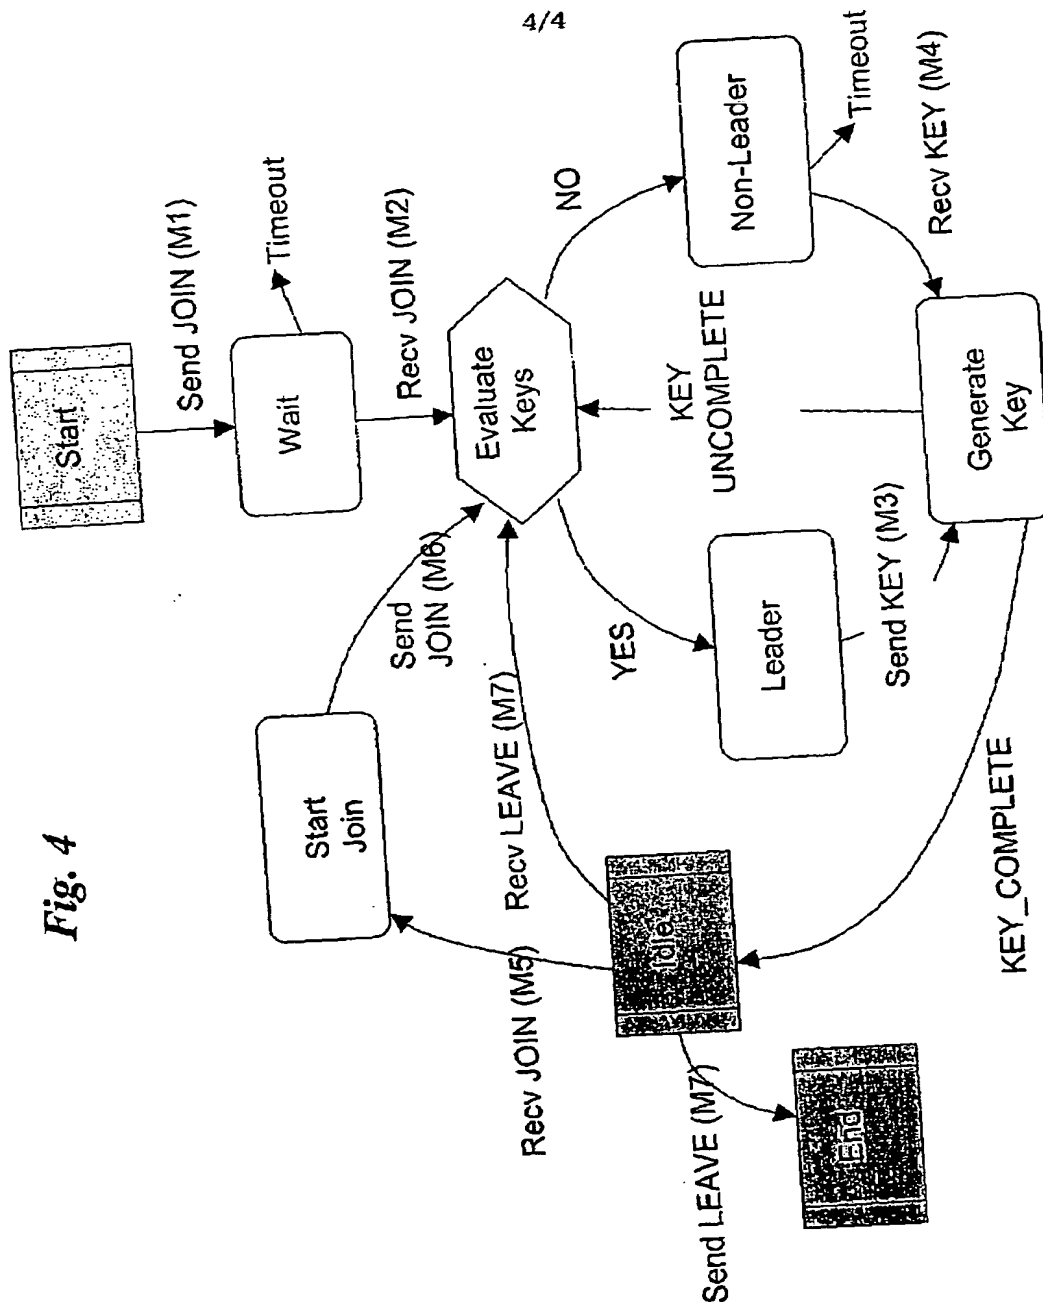 4/4
Fig. 4
Start
Send JOIN (M1)
Wait
Timeout
Recv JOIN (M2)
Evaluate
Keys
Start
Join
Send
JOIN (M6)
Recv LEAVE (M7)
Recv JOIN (M5)
NO
Non-Leader
Timeout
Recv KEY (M4)
YES
Leader
Send KEY (M3)
KEY
UNCOMPLETE
Generate
Key
KEY_COMPLETE
Idle
Send LEAVE (M7)
End